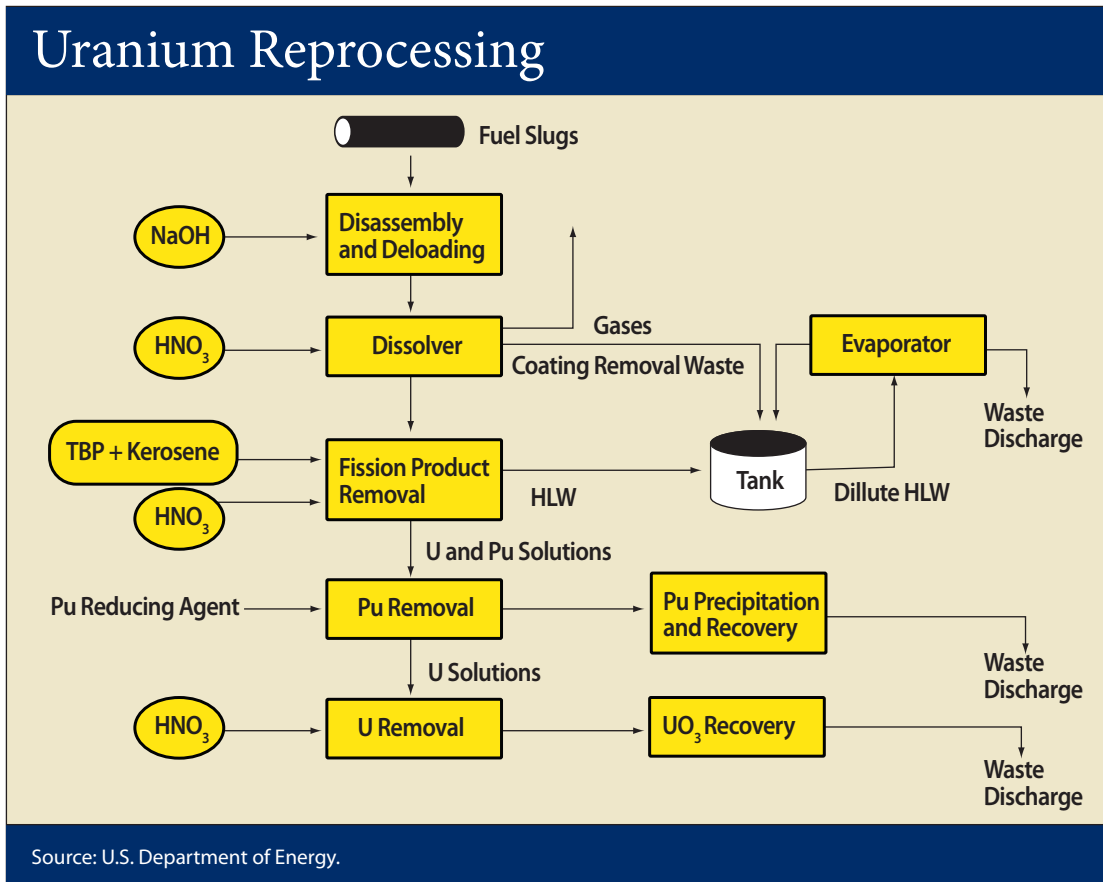 Uranium Reprocessing
Fuel Slugs
NaOH
Disassembly
and Deloading
HNO₃
Dissolver
Gases
Coating Removal Waste
Evaporator
Waste
Discharge
TBP + Kerosene
HNO₃
Fission Product
Removal
HLW
Tank
Dillute HLW
U and Pu Solutions
Pu Reducing Agent
Pu Removal
Pu Precipitation
and Recovery
Waste
Discharge
U Solutions
HNO₃
U Removal
UO₃ Recovery
Waste
Discharge
Source: U.S. Department of Energy.